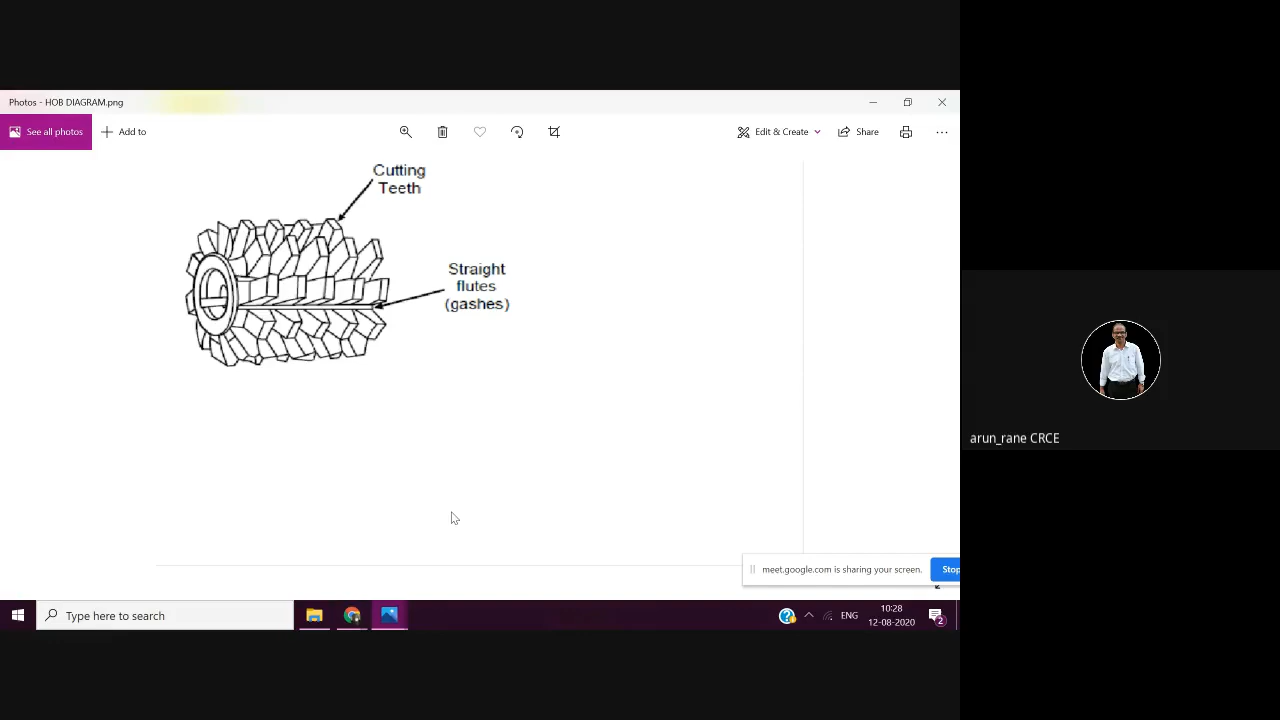 Photos - HOB DIAGRAM.png
See all photos
Add to
Edit & Create
Share
Cutting
Teeth
Straight
flutes
(gashes)
arun_rane CRCE
meet.google.com is sharing your screen.
Stop
Type here to search
ENG
10:28
12-08-2020
2